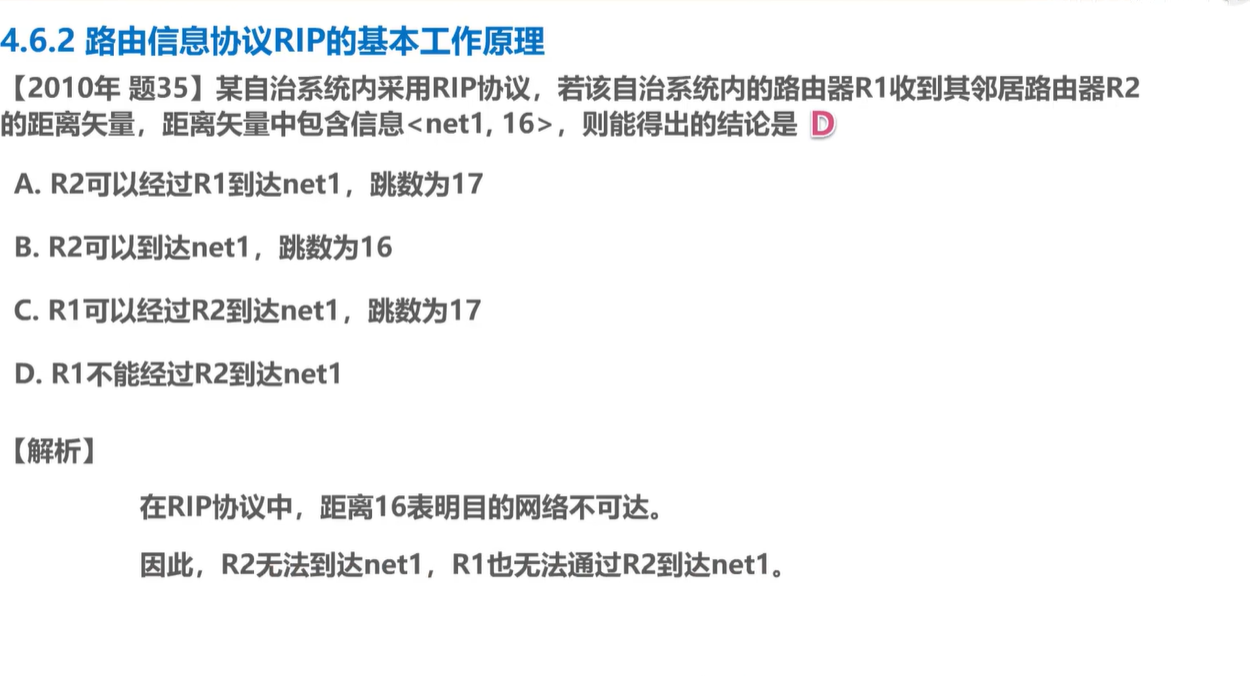 4.6.2 路由信息协议RIP的基本工作原理
【2010年 题35】某自治系统内采用RIP协议，若该自治系统内的路由器R1收到其邻居路由器R2
的距离矢量，距离矢量中包含信息<net1, 16>，则能得出的结论是 D
A. R2可以经过R1到达net1，跳数为17
B. R2可以到达net1，跳数为16
C. R1可以经过R2到达net1，跳数为17
D. R1不能经过R2到达net1
【解析】
在RIP协议中，距离16表明目的网络不可达。
因此，R2无法到达net1，R1也无法通过R2到达net1。